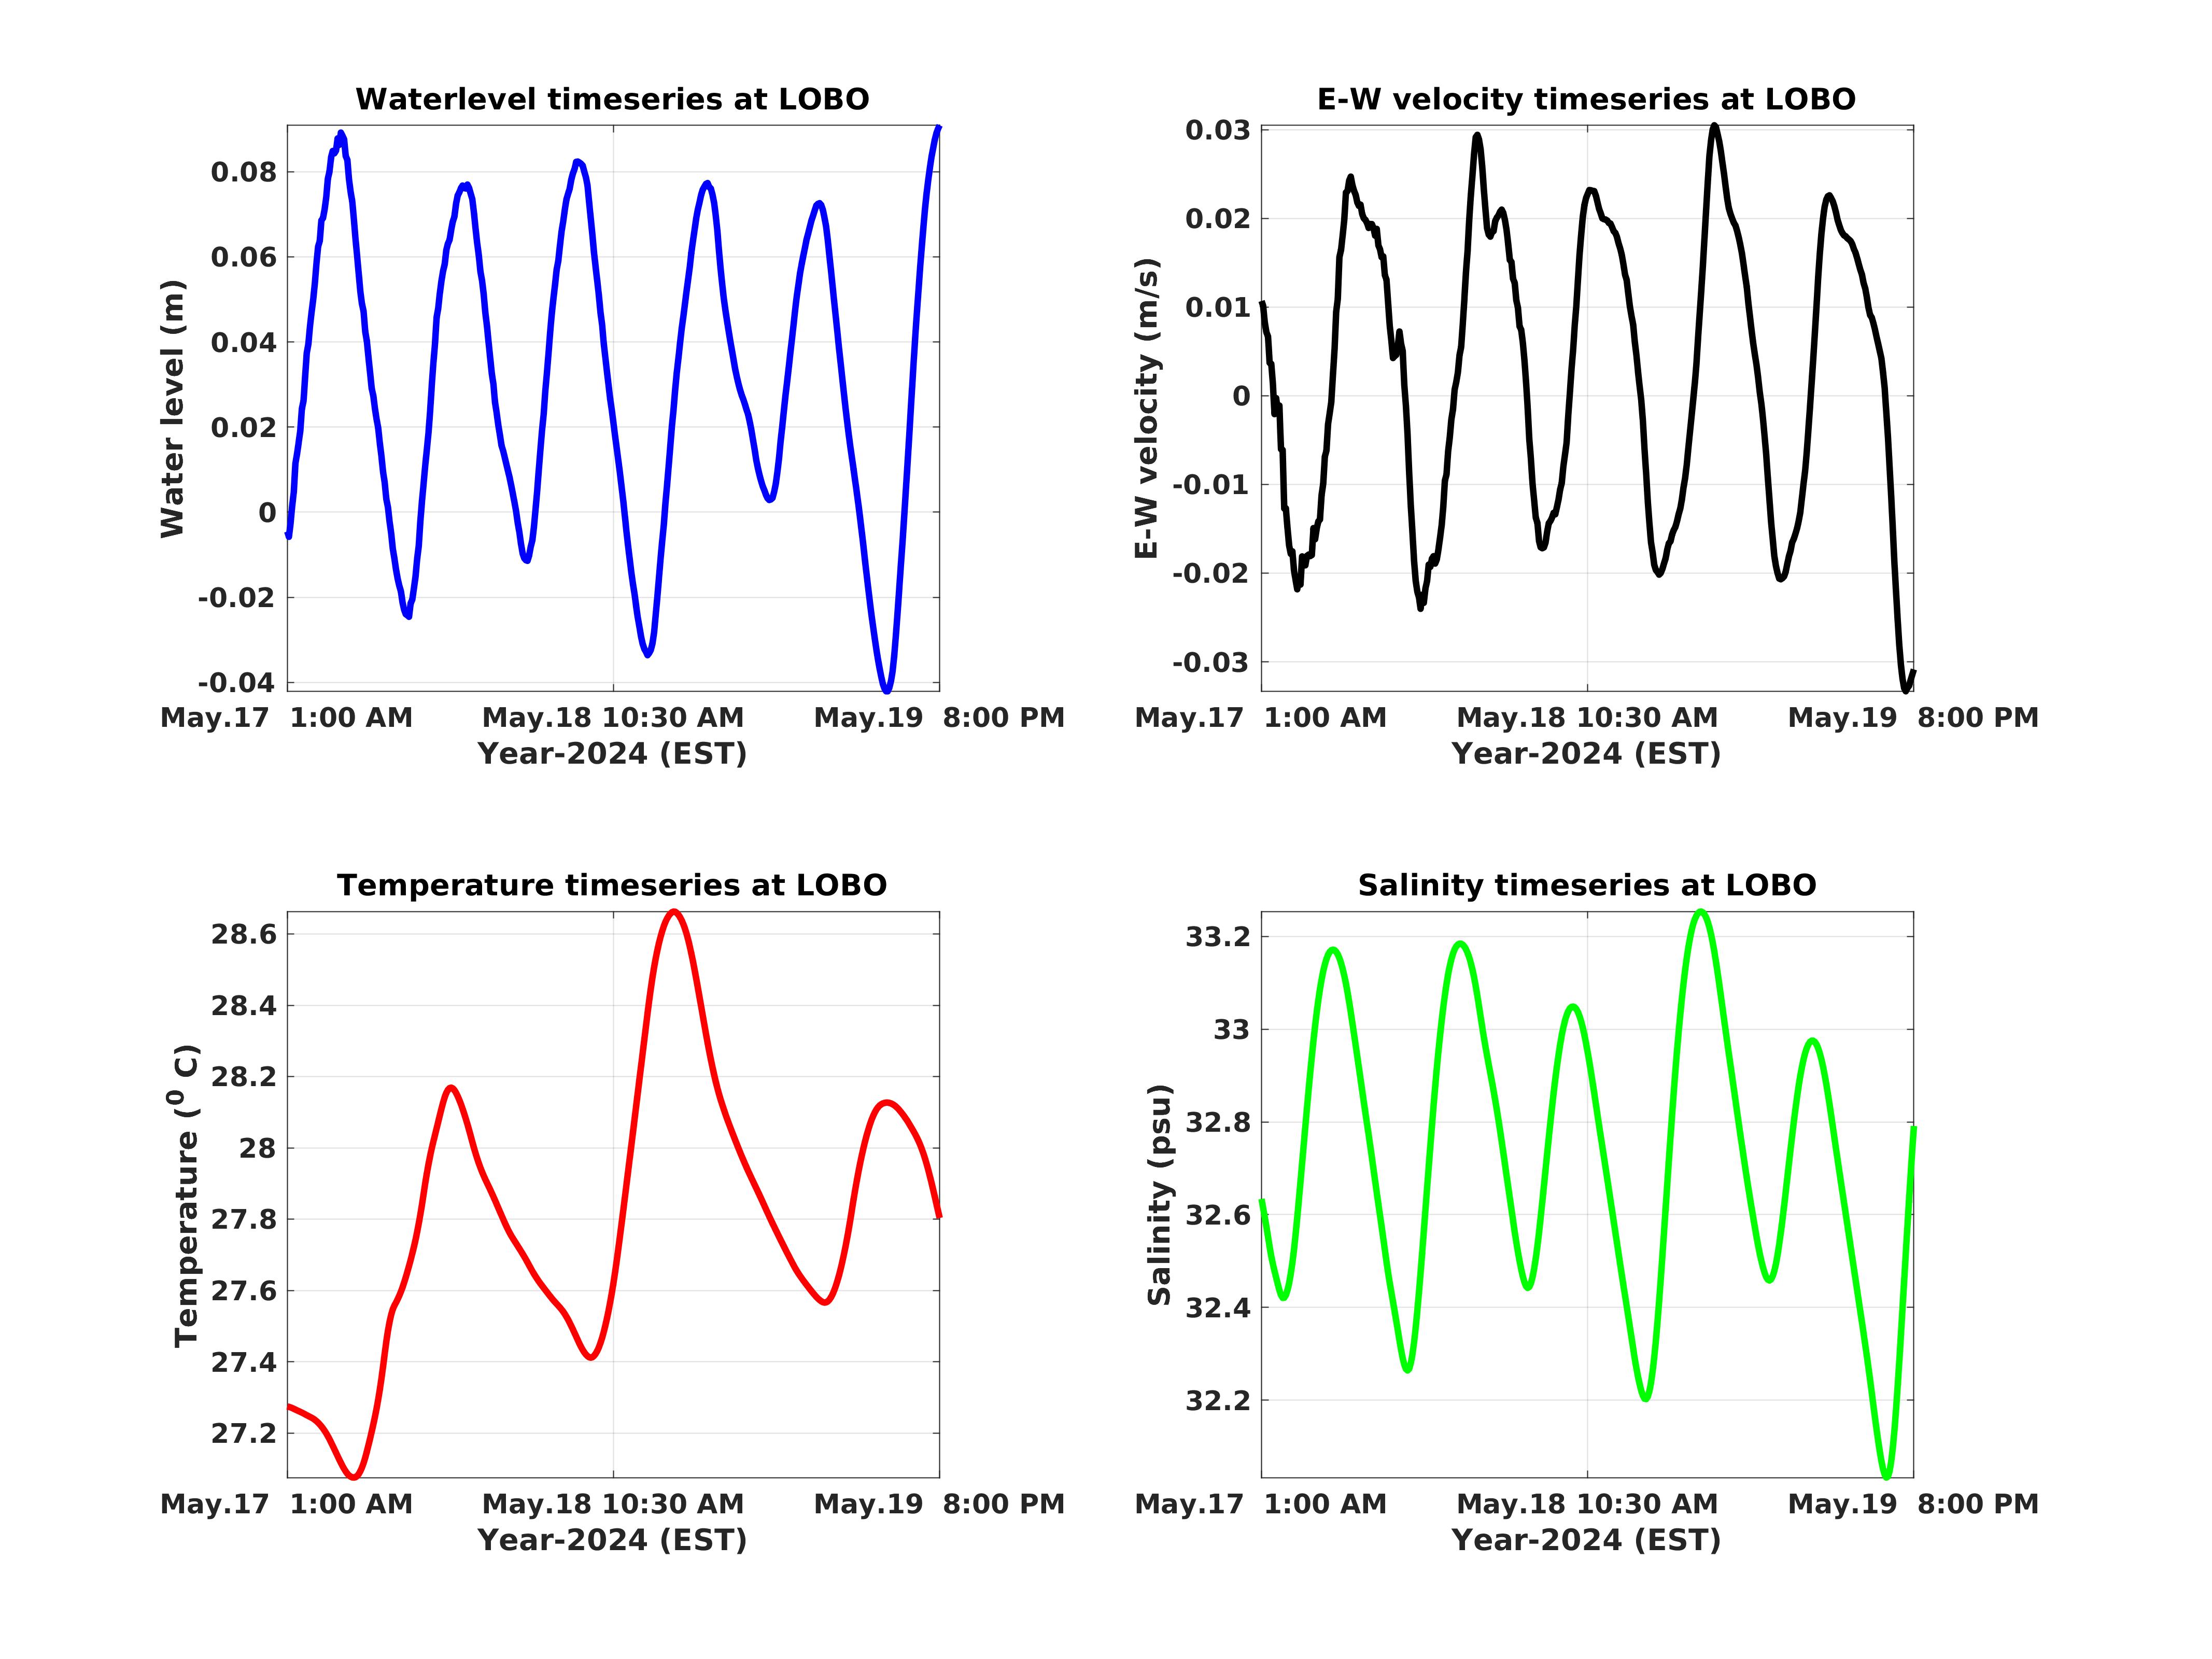 Waterlevel timeseries at LOBO
Water level (m)
0.08
0.06
0.04
0.02
0
-0.02
-0.04
May.17 1:00 AM May.18 10:30 AM May.19 8:00 PM
Year-2024 (EST)
E-W velocity timeseries at LOBO
E-W velocity (m/s)
0.03
0.02
0.01
0
-0.01
-0.02
-0.03
May.17 1:00 AM May.18 10:30 AM May.19 8:00 PM
Year-2024 (EST)
Temperature timeseries at LOBO
Temperature (⁰ C)
28.6
28.4
28.2
28
27.8
27.6
27.4
27.2
May.17 1:00 AM May.18 10:30 AM May.19 8:00 PM
Year-2024 (EST)
Salinity timeseries at LOBO
Salinity (psu)
33.2
33
32.8
32.6
32.4
32.2
May.17 1:00 AM May.18 10:30 AM May.19 8:00 PM
Year-2024 (EST)